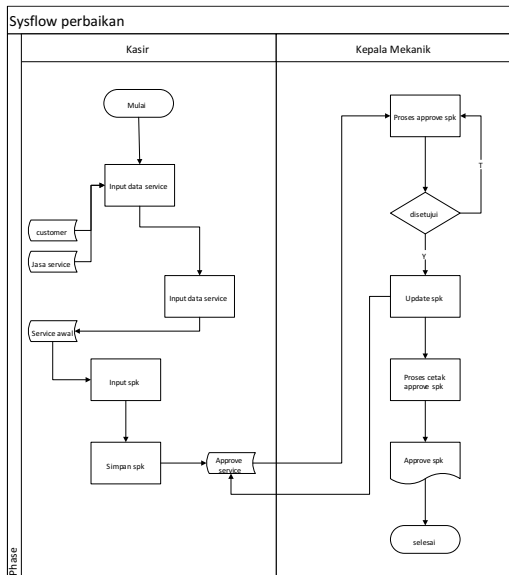 Sysflow perbaikan
Kasir
Kepala Mekanik
Mulai
Input data service
customer
Jasa service
Input data service
Service awal
Input spk
Simpan spk
Approve
service
Proses approve spk
T
disetujui
Y
Update spk
Proses cetak
approve spk
Approve spk
selesai
Phase